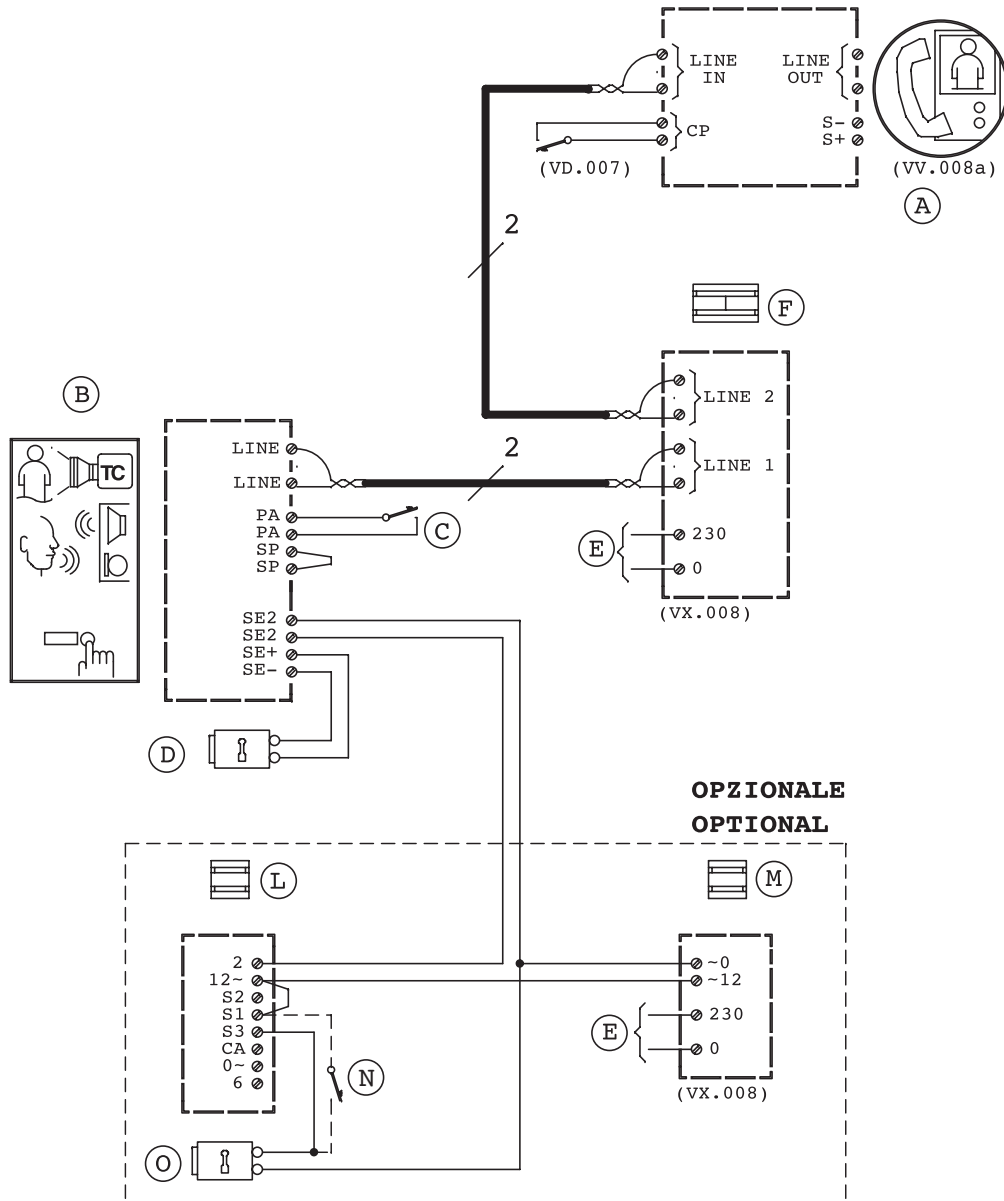 LINE
IN
LINE
OUT
CP
S-
S+
(VD.007)
(VV.008a)
A
2
F
B
LINE 2
LINE
2
LINE 1
TC
LINE
PA
C
PA
SP
SP
E
230
0
(VX.008)
SE2
SE2
SE+
SE-
D
OPZIONALE
OPTIONAL
L
M
2
12~
S2
S1
S3
CA
0~
6
~0
~12
E
230
0
N
(VX.008)
O